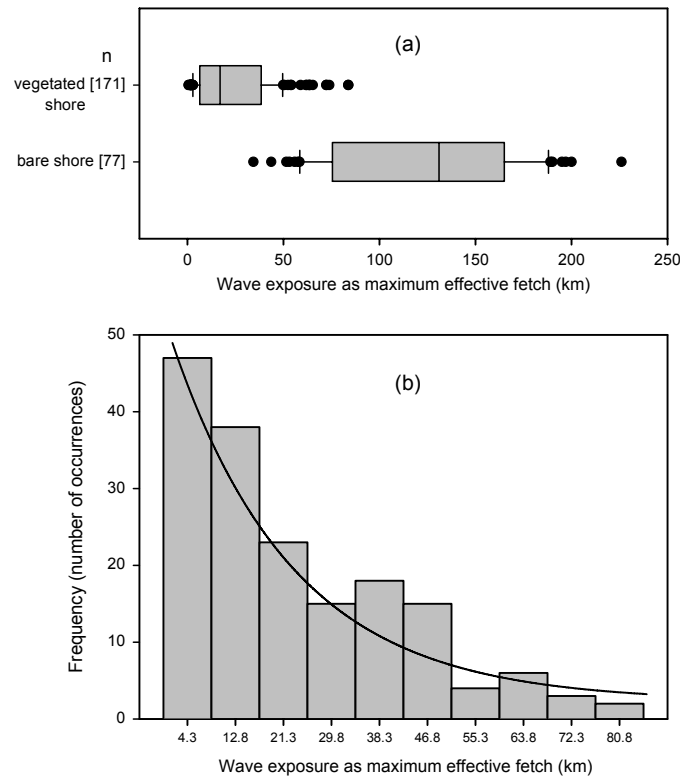 (a)
n
vegetated [171]
shore
bare shore [77]
0 50 100 150 200 250
Wave exposure as maximum effective fetch (km)
(b)
50
40
30
20
10
0
Frequency (number of occurrences)
4.3 12.8 21.3 29.8 38.3 46.8 55.3 63.8 72.3 80.8
Wave exposure as maximum effective fetch (km)